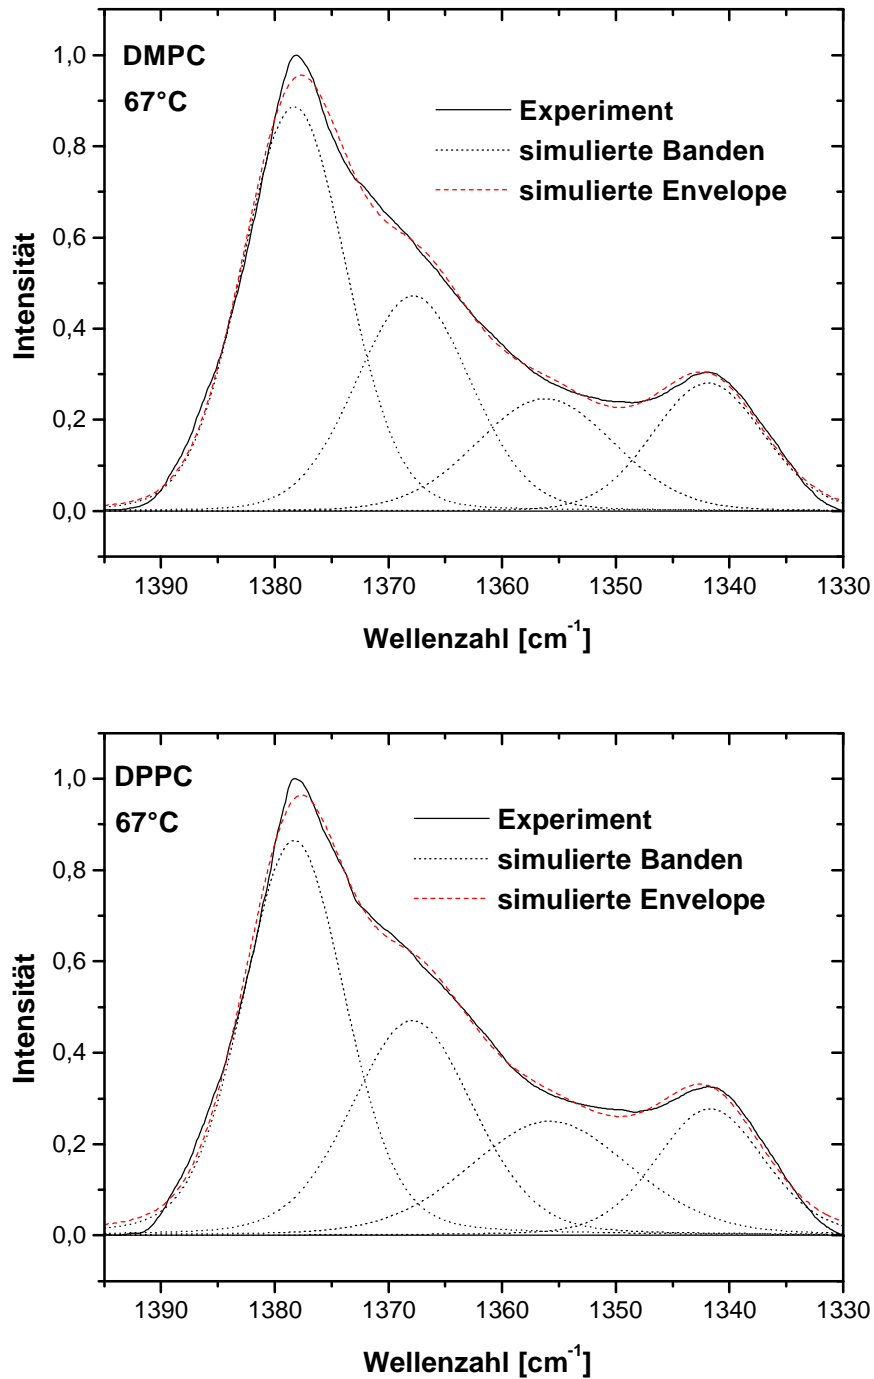 DMPC
67°C
Experiment
simulierte Banden
simulierte Envelope
Intensität
1,0
0,8
0,6
0,4
0,2
0,0
1390 1380 1370 1360 1350 1340 1330
Wellenzahl [cm⁻¹]
DPPC
67°C
Experiment
simulierte Banden
simulierte Envelope
Intensität
1,0
0,8
0,6
0,4
0,2
0,0
1390 1380 1370 1360 1350 1340 1330
Wellenzahl [cm⁻¹]